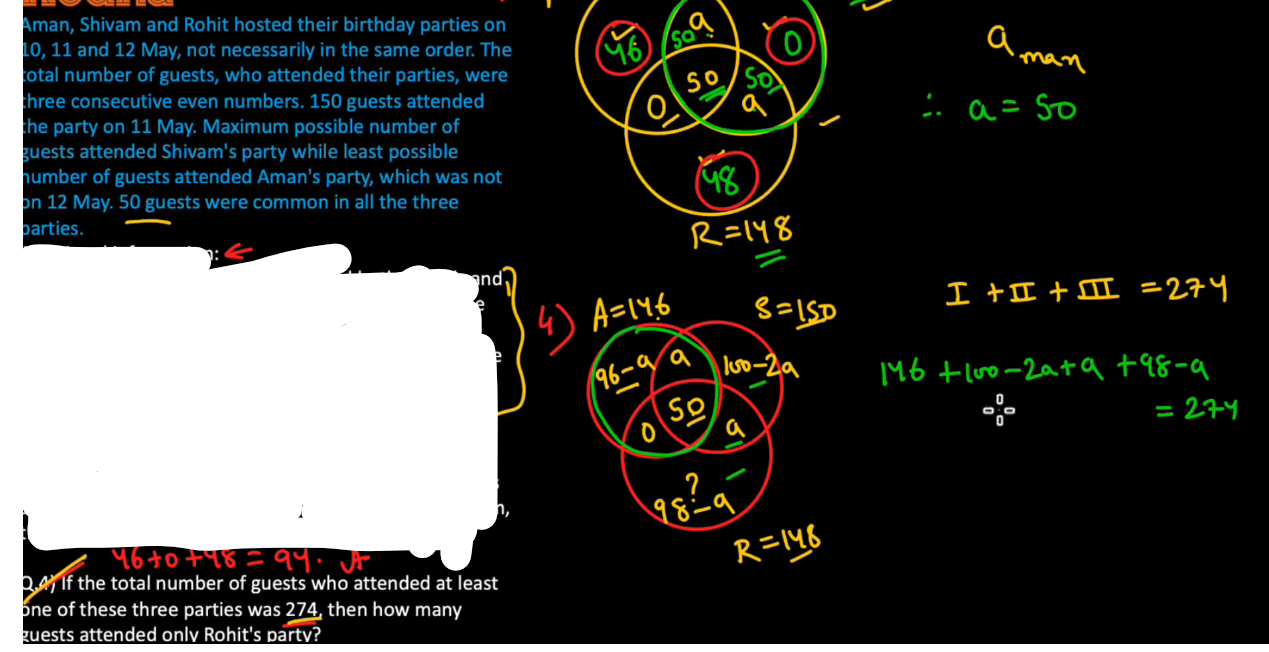 Aman, Shivam and Rohit hosted their birthday parties on
10, 11 and 12 May, not necessarily in the same order. The
total number of guests, who attended their parties, were
three consecutive even numbers. 150 guests attended
the party on 11 May. Maximum possible number of
guests attended Shivam's party while least possible
number of guests attended Aman's party, which was not
on 12 May. 50 guests were common in all the three
parties.
and,
46+0+48=94. A
Q.4) If the total number of guests who attended at least
one of these three parties was 274, then how many
guests attended only Rohit's party?
a
46
50
?
0
50
50
0
a
48
R=148
a man
∴ a = 50
4)
A=146
S=150
96-a
a
100-2a
50
0
a
?
98-a
R=148
I + II + III = 274
146 + 100 - 2a + a + 98 - a
= 274